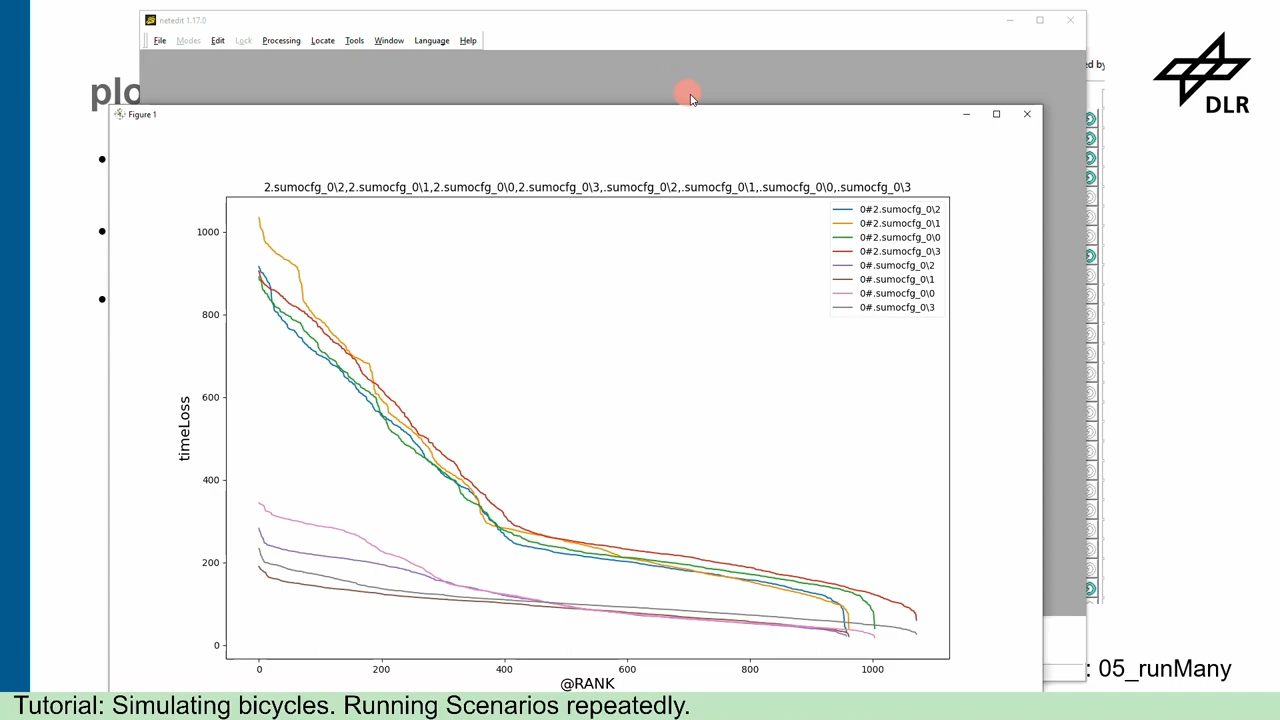 netedit 1.17.0
File Modes Edit Lock Processing Locate Tools Window Language Help
ed by
plo
DLR
Figure 1
2.sumocfg_0\2,2.sumocfg_0\1,2.sumocfg_0\0,2.sumocfg_0\3,.sumocfg_0\2,.sumocfg_0\1,.sumocfg_0\0,.sumocfg_0\3
0#2.sumocfg_0\2
0#2.sumocfg_0\1
0#2.sumocfg_0\0
0#2.sumocfg_0\3
0#.sumocfg_0\2
0#.sumocfg_0\1
0#.sumocfg_0\0
0#.sumocfg_0\3
1000
800
600
400
200
0
timeLoss
0 200 400 600 800 1000
@RANK
: 05_runMany
Tutorial: Simulating bicycles. Running Scenarios repeatedly.